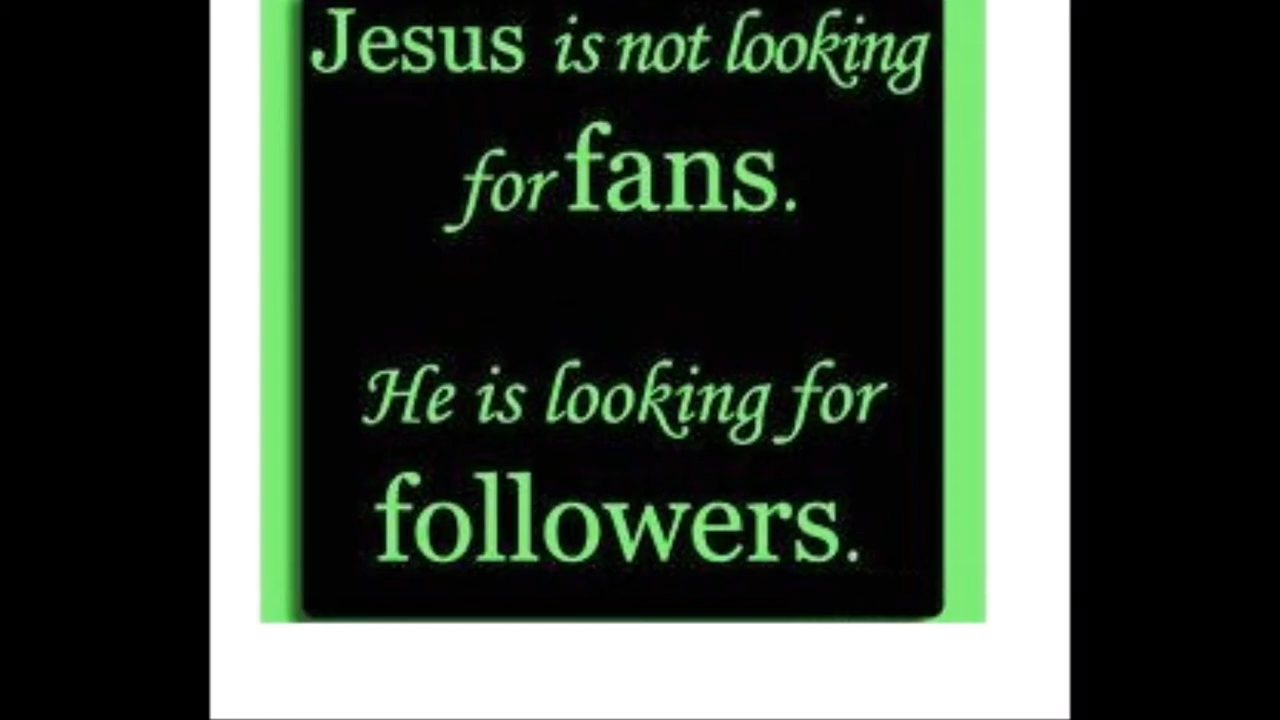 Jesus is not looking
for fans.
He is looking for
followers.